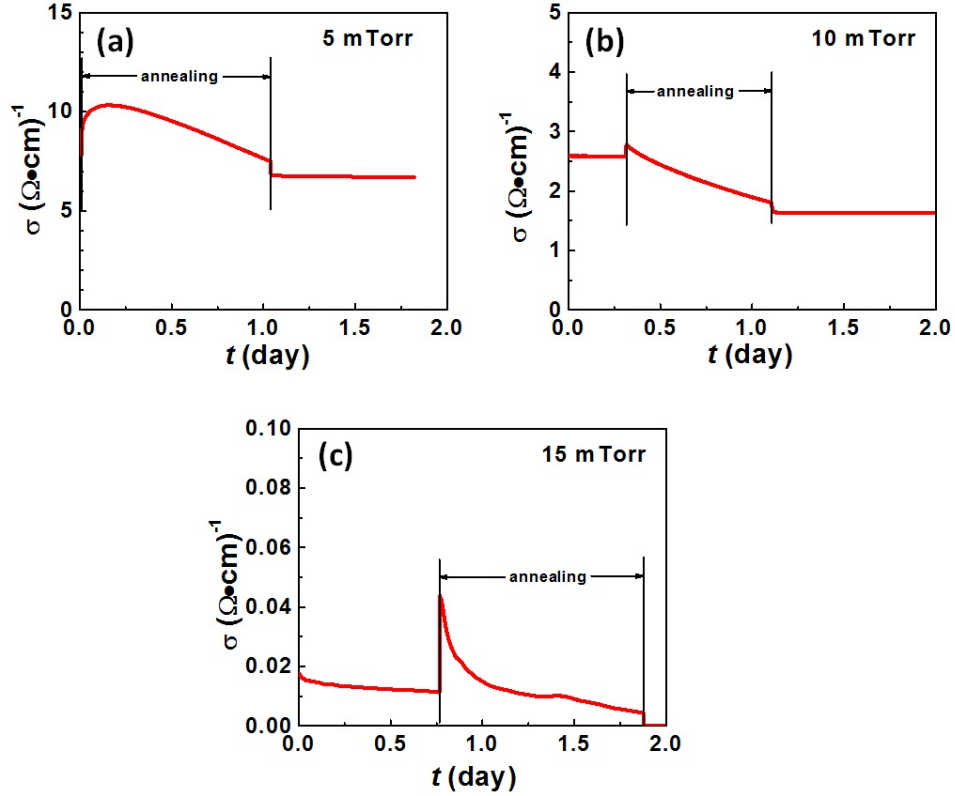 (a)
5 mTorr
annealing
σ (Ω•cm)⁻¹
15
10
5
0
0.0 0.5 1.0 1.5 2.0
t (day)
(b)
10 mTorr
annealing
σ (Ω•cm)⁻¹
5
4
3
2
1
0
0.0 0.5 1.0 1.5 2.0
t (day)
(c)
15 mTorr
annealing
σ (Ω•cm)⁻¹
0.10
0.08
0.06
0.04
0.02
0.00
0.0 0.5 1.0 1.5 2.0
t (day)